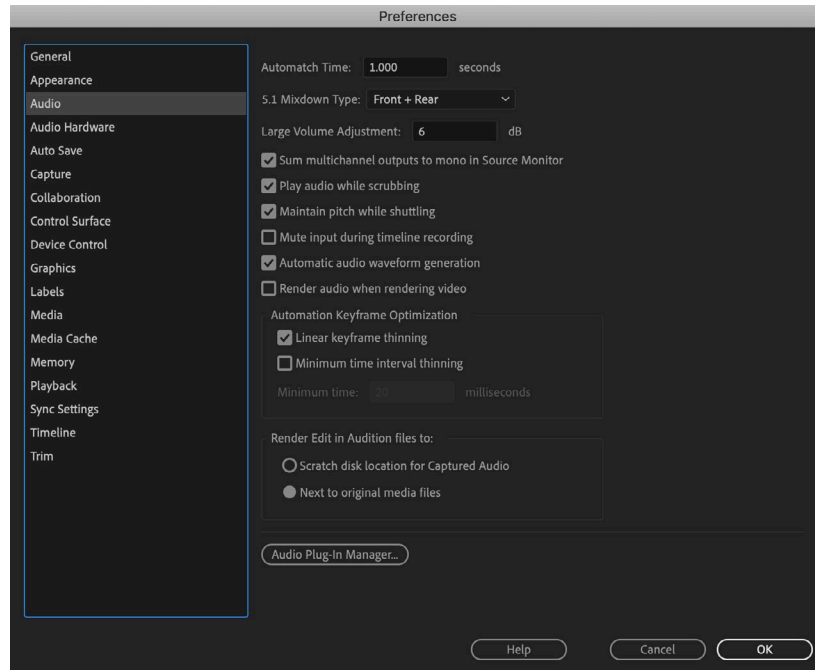 Preferences
General
Appearance
Audio
Audio Hardware
Auto Save
Capture
Collaboration
Control Surface
Device Control
Graphics
Labels
Media
Media Cache
Memory
Playback
Sync Settings
Timeline
Trim
Automatch Time: 1.000 seconds
5.1 Mixdown Type: Front + Rear
Large Volume Adjustment: 6 dB
Sum multichannel outputs to mono in Source Monitor
Play audio while scrubbing
Maintain pitch while shuttling
Mute input during timeline recording
Automatic audio waveform generation
Render audio when rendering video
Automation Keyframe Optimization
Linear keyframe thinning
Minimum time interval thinning
Minimum time: 20 milliseconds
Render Edit in Audition files to:
Scratch disk location for Captured Audio
Next to original media files
Audio Plug-In Manager...
Help Cancel OK